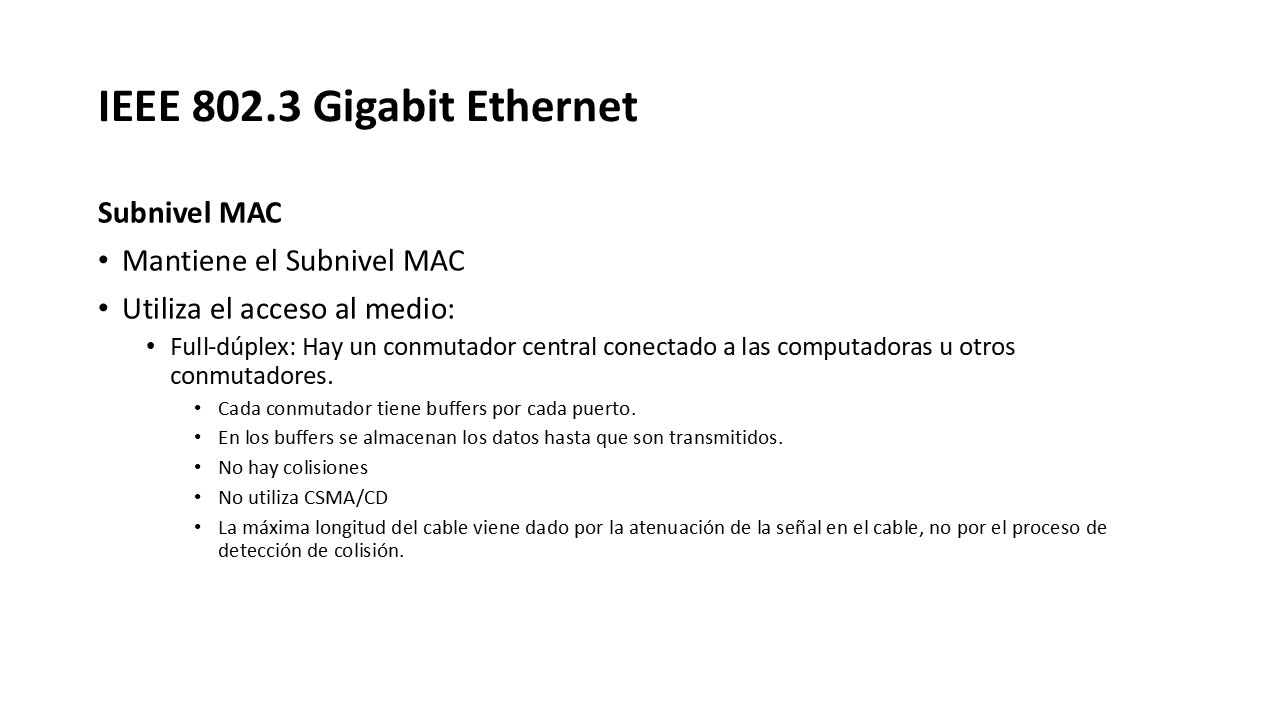 IEEE 802.3 Gigabit Ethernet
Subnivel MAC
• Mantiene el Subnivel MAC
• Utiliza el acceso al medio:
• Full-dúplex: Hay un conmutador central conectado a las computadoras u otros
conmutadores.
• Cada conmutador tiene buffers por cada puerto.
• En los buffers se almacenan los datos hasta que son transmitidos.
• No hay colisiones
• No utiliza CSMA/CD
• La máxima longitud del cable viene dado por la atenuación de la señal en el cable, no por el proceso de
detección de colisión.